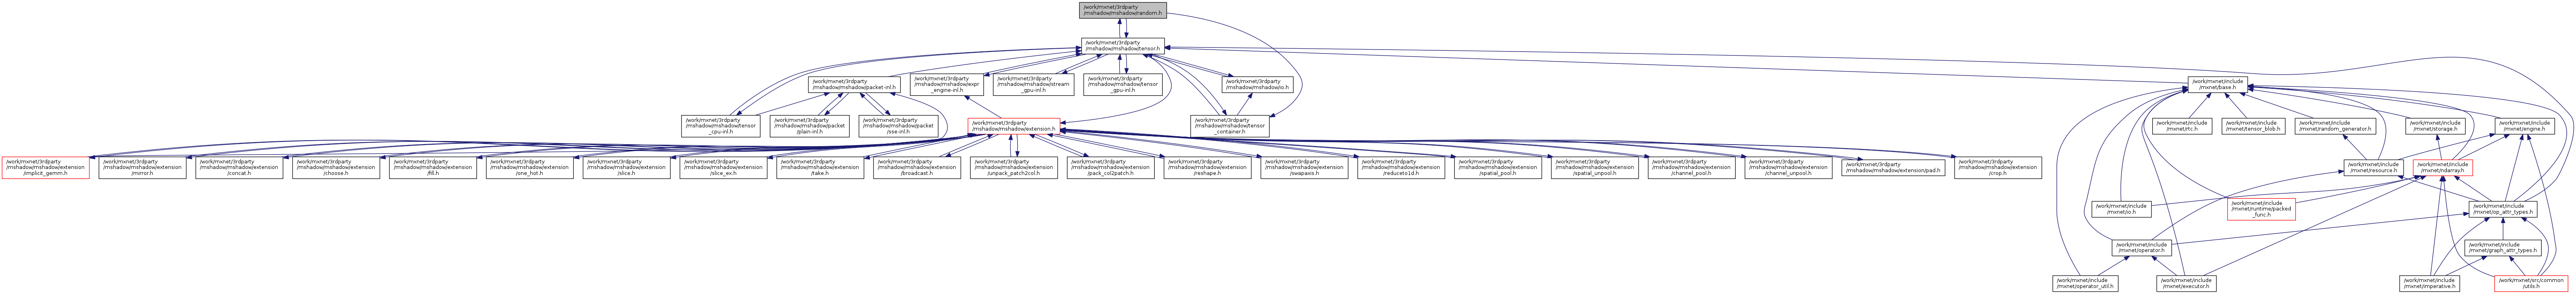 /work/mxnet/3rdparty
/mshadow/mshadow/random.h
/work/mxnet/3rdparty
/mshadow/mshadow/tensor.h
/work/mxnet/3rdparty
/mshadow/mshadow/packet-inl.h
/work/mxnet/3rdparty
/mshadow/mshadow/expr
_engine-inl.h
/work/mxnet/3rdparty
/mshadow/mshadow/stream
_gpu-inl.h
/work/mxnet/3rdparty
/mshadow/mshadow/tensor
_gpu-inl.h
/work/mxnet/3rdparty
/mshadow/mshadow/io.h
/work/mxnet/include
/mxnet/base.h
/work/mxnet/3rdparty
/mshadow/mshadow/tensor
_cpu-inl.h
/work/mxnet/3rdparty
/mshadow/mshadow/packet
/plain-inl.h
/work/mxnet/3rdparty
/mshadow/mshadow/packet
/sse-inl.h
/work/mxnet/3rdparty
/mshadow/mshadow/extension.h
/work/mxnet/3rdparty
/mshadow/mshadow/tensor
_container.h
/work/mxnet/include
/mxnet/rtc.h
/work/mxnet/include
/mxnet/tensor_blob.h
/work/mxnet/include
/mxnet/random_generator.h
/work/mxnet/include
/mxnet/storage.h
/work/mxnet/include
/mxnet/engine.h
/work/mxnet/3rdparty
/mshadow/mshadow/extension
/implicit_gemm.h
/work/mxnet/3rdparty
/mshadow/mshadow/extension
/mirror.h
/work/mxnet/3rdparty
/mshadow/mshadow/extension
/concat.h
/work/mxnet/3rdparty
/mshadow/mshadow/extension
/choose.h
/work/mxnet/3rdparty
/mshadow/mshadow/extension
/fill.h
/work/mxnet/3rdparty
/mshadow/mshadow/extension
/one_hot.h
/work/mxnet/3rdparty
/mshadow/mshadow/extension
/slice.h
/work/mxnet/3rdparty
/mshadow/mshadow/extension
/slice_ex.h
/work/mxnet/3rdparty
/mshadow/mshadow/extension
/take.h
/work/mxnet/3rdparty
/mshadow/mshadow/extension
/broadcast.h
/work/mxnet/3rdparty
/mshadow/mshadow/extension
/unpack_patch2col.h
/work/mxnet/3rdparty
/mshadow/mshadow/extension
/pack_col2patch.h
/work/mxnet/3rdparty
/mshadow/mshadow/extension
/reshape.h
/work/mxnet/3rdparty
/mshadow/mshadow/extension
/swapaxis.h
/work/mxnet/3rdparty
/mshadow/mshadow/extension
/reduceto1d.h
/work/mxnet/3rdparty
/mshadow/mshadow/extension
/spatial_pool.h
/work/mxnet/3rdparty
/mshadow/mshadow/extension
/spatial_unpool.h
/work/mxnet/3rdparty
/mshadow/mshadow/extension
/channel_pool.h
/work/mxnet/3rdparty
/mshadow/mshadow/extension
/channel_unpool.h
/work/mxnet/3rdparty
/mshadow/mshadow/extension/pad.h
/work/mxnet/3rdparty
/mshadow/mshadow/extension
/crop.h
/work/mxnet/include
/mxnet/resource.h
/work/mxnet/include
/mxnet/ndarray.h
/work/mxnet/include
/mxnet/io.h
/work/mxnet/include
/mxnet/runtime/packed
_func.h
/work/mxnet/include
/mxnet/op_attr_types.h
/work/mxnet/include
/mxnet/operator.h
/work/mxnet/include
/mxnet/graph_attr_types.h
/work/mxnet/include
/mxnet/operator_util.h
/work/mxnet/include
/mxnet/executor.h
/work/mxnet/include
/mxnet/imperative.h
/work/mxnet/src/common
/utils.h